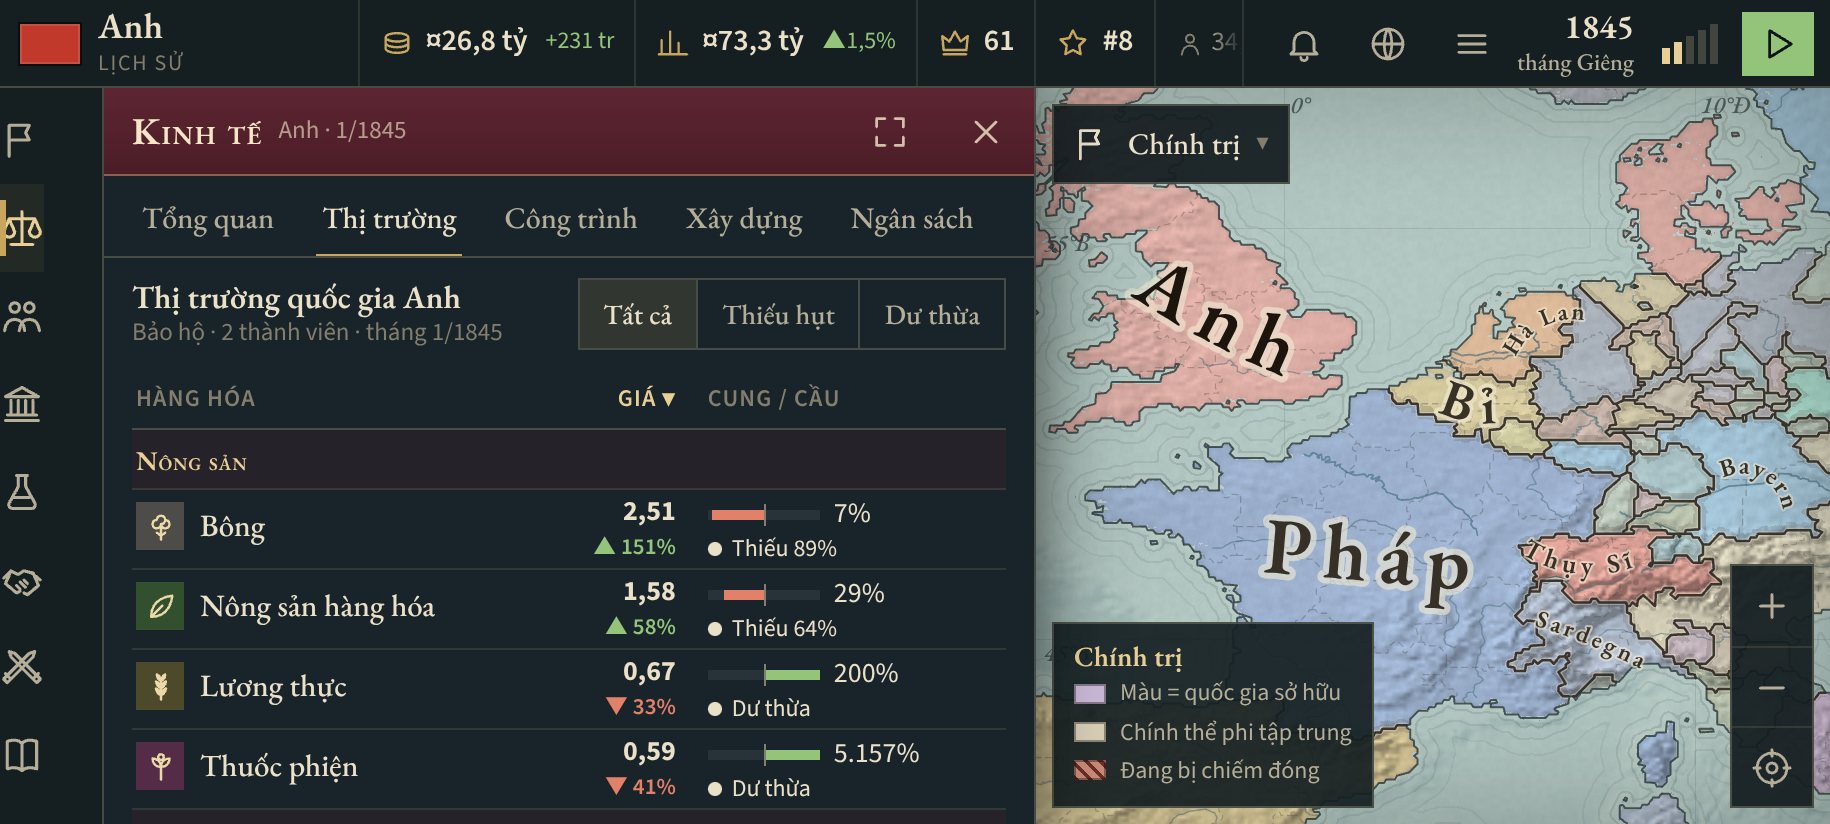 Anh
LỊCH SỬ
¤26,8 tỷ +231 tr
¤73,3 tỷ ▲1,5%
61
#8
34
1845
tháng Giêng
Kinh tế Anh · 1/1845
Tổng quan
Thị trường
Công trình
Xây dựng
Ngân sách
Thị trường quốc gia Anh
Bảo hộ · 2 thành viên · tháng 1/1845
Tất cả
Thiếu hụt
Dư thừa
HÀNG HÓA GIÁ ▼ CUNG / CẦU
Nông sản
Bông 2,51 7%
▲ 151% Thiếu 89%
Nông sản hàng hóa 1,58 29%
▲ 58% Thiếu 64%
Lương thực 0,67 200%
▼ 33% Dư thừa
Thuốc phiện 0,59 5.157%
▼ 41% Dư thừa
Chính trị ▼
0°
10°Đ
Anh
Hà Lan
Bỉ
Bayern
Pháp
Thụy Sĩ
Sardegna
Chính trị
Màu = quốc gia sở hữu
Chính thể phi tập trung
Đang bị chiếm đóng